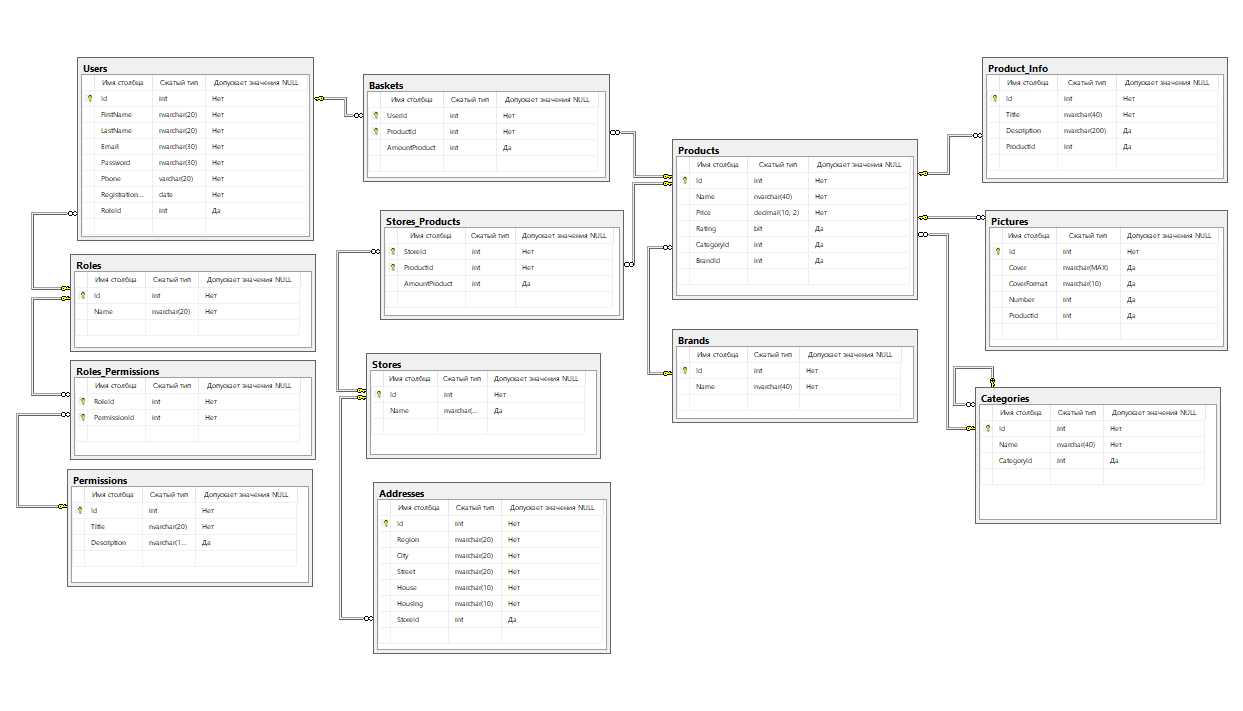 Users
Имя столбца Сжатый тип Допускает значения NULL
Id int Нет
FirstName nvarchar(20) Нет
LastName nvarchar(20) Нет
Email nvarchar(30) Нет
Password nvarchar(30) Нет
Phone varchar(20) Нет
Registration... date Нет
RoleId int Да
Roles
Имя столбца Сжатый тип Допускает значения NULL
Id int Нет
Name nvarchar(20) Нет
Roles_Permissions
Имя столбца Сжатый тип Допускает значения NULL
RoleId int Нет
PermissionId int Нет
Permissions
Имя столбца Сжатый тип Допускает значения NULL
Id int Нет
Title nvarchar(20) Нет
Description nvarchar(1... Да
Baskets
Имя столбца Сжатый тип Допускает значения NULL
UserId int Нет
ProductId int Нет
AmountProduct int Да
Stores_Products
Имя столбца Сжатый тип Допускает значения NULL
StoreId int Нет
ProductId int Нет
AmountProduct int Да
Stores
Имя столбца Сжатый тип Допускает значения NULL
Id int Нет
Name nvarchar(... Да
Addresses
Имя столбца Сжатый тип Допускает значения NULL
Id int Нет
Region nvarchar(20) Нет
City nvarchar(20) Нет
Street nvarchar(20) Нет
House nvarchar(10) Нет
Housing nvarchar(10) Нет
StoreId int Да
Products
Имя столбца Сжатый тип Допускает значения NULL
Id int Нет
Name nvarchar(40) Нет
Price decimal(10, 2) Нет
Rating bit Да
CategoryId int Да
BrandId int Да
Brands
Имя столбца Сжатый тип Допускает значения NULL
Id int Нет
Name nvarchar(40) Нет
Product_Info
Имя столбца Сжатый тип Допускает значения NULL
Id int Нет
Title nvarchar(40) Нет
Description nvarchar(200) Да
ProductId int Да
Pictures
Имя столбца Сжатый тип Допускает значения NULL
Id int Нет
Cover nvarchar(MAX) Да
CoverFormat nvarchar(10) Да
Number int Да
ProductId int Да
Categories
Имя столбца Сжатый тип Допускает значения NULL
Id int Нет
Name nvarchar(40) Нет
CategoryId int Да